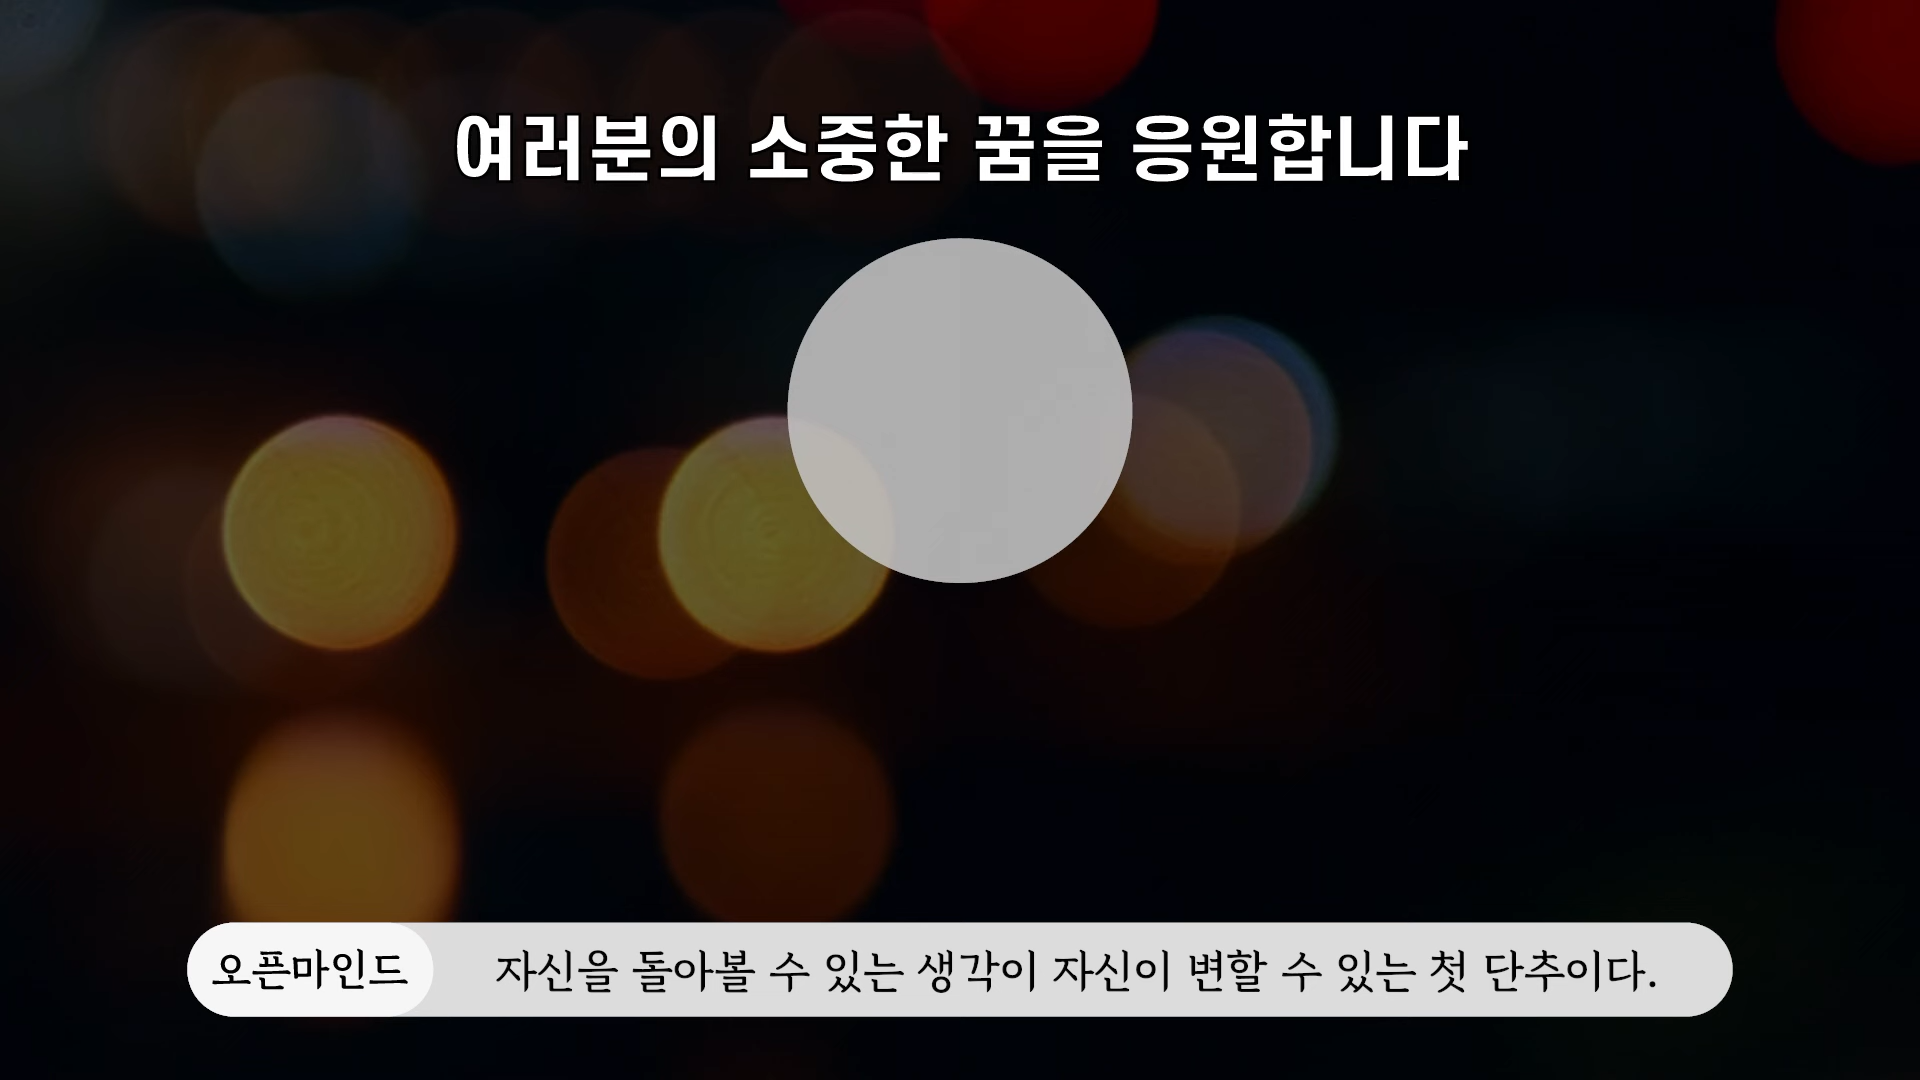 여러분의 소중한 꿈을 응원합니다
오픈마인드 자신을 돌아볼 수 있는 생각이 자신이 변할 수 있는 첫 단추이다.